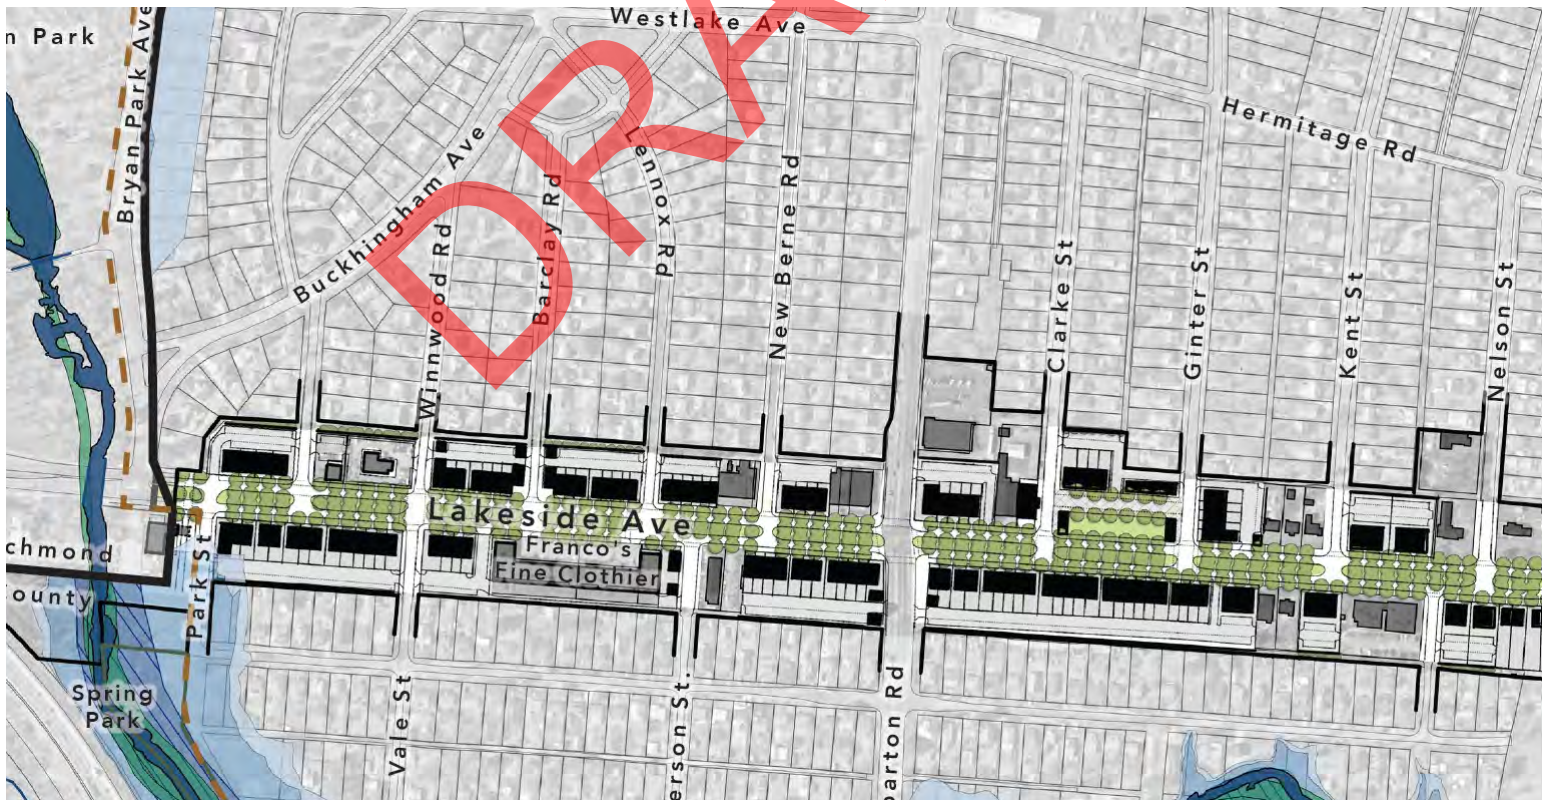 Westlake Ave
n Park
Bryan Park Ave
DRA
Hermitage Rd
Buckhingham Ave
Lennox Rd
Barclay Rd
New Berne Rd
Winnwood Rd
Clarke St
Ginter St
Kent St
Nelson St
Lakeside Ave
Franco's
Fine Clothier
chmond
ounty
Park St
Spring
Park
Vale St
erson St.
parton Rd